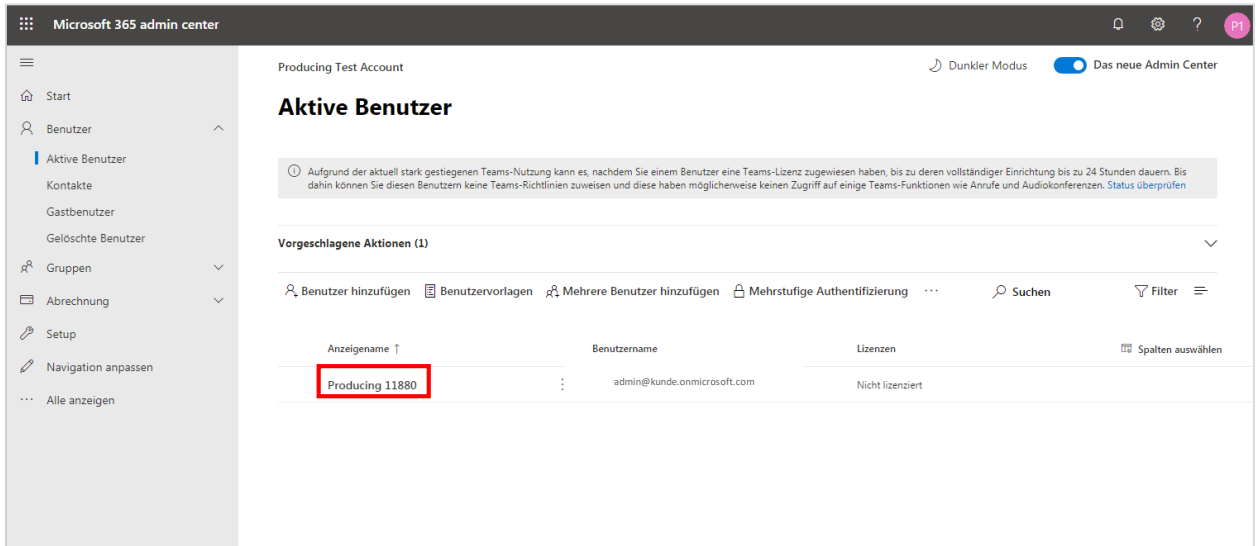 Microsoft 365 admin center
?
P1
Producing Test Account
Dunkler Modus
Das neue Admin Center
Start
Benutzer
Aktive Benutzer
Kontakte
Gastbenutzer
Gelöschte Benutzer
Gruppen
Abrechnung
Setup
Navigation anpassen
Alle anzeigen
Aktive Benutzer
Aufgrund der aktuell stark gestiegenen Teams-Nutzung kann es, nachdem Sie einem Benutzer eine Teams-Lizenz zugewiesen haben, bis zu deren vollständiger Einrichtung bis zu 24 Stunden dauern. Bis
dahin können Sie diesen Benutzern keine Teams-Richtlinien zuweisen und diese haben möglicherweise keinen Zugriff auf einige Teams-Funktionen wie Anrufe und Audiokonferenzen. Status überprüfen
Vorgeschlagene Aktionen (1)
Benutzer hinzufügen Benutzervorlagen Mehrere Benutzer hinzufügen Mehrstufige Authentifizierung ... Suchen Filter
Anzeigename ↑ Benutzername Lizenzen Spalten auswählen
Producing 11880 admin@kunde.onmicrosoft.com Nicht lizenziert